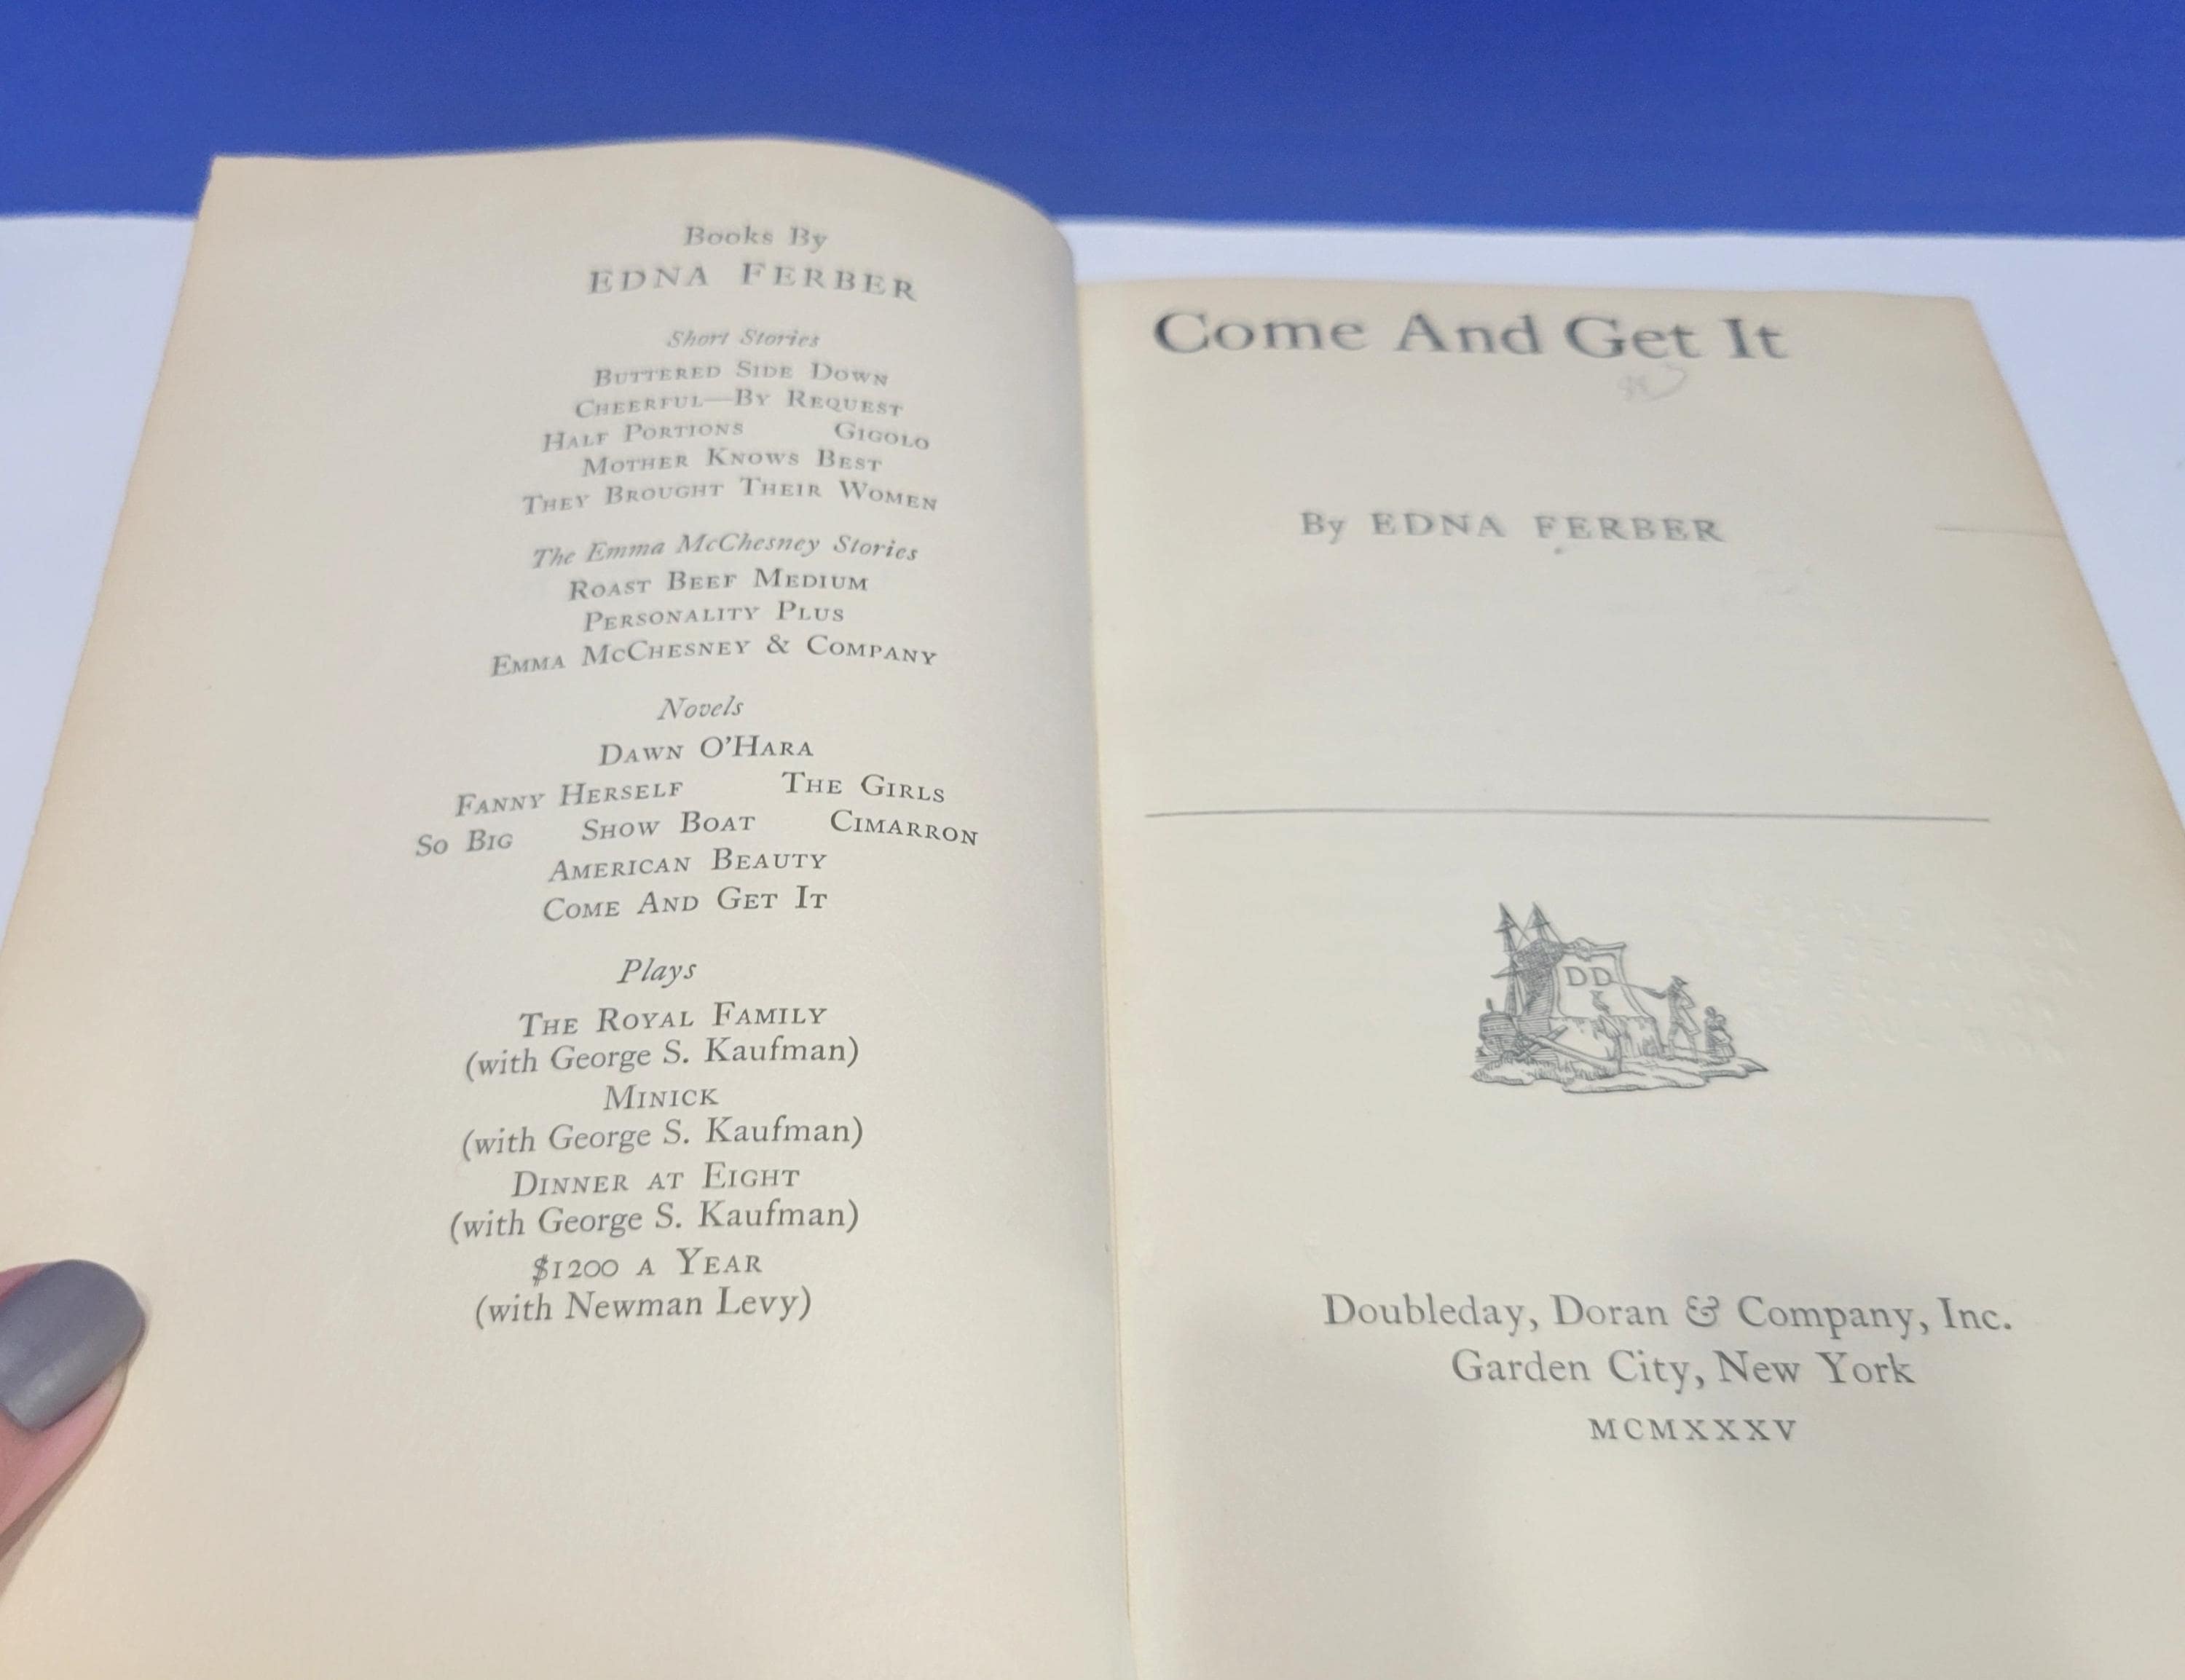 Books By
EDNA FERBER
Short Stories
BUTTERED SIDE DOWN
CHEERFUL—BY REQUEST
HALF PORTIONS GIGOLO
MOTHER KNOWS BEST
THEY BROUGHT THEIR WOMEN
The Emma McChesney Stories
ROAST BEEF MEDIUM
PERSONALITY PLUS
EMMA McCHESNEY & COMPANY
Novels
DAWN O'HARA
FANNY HERSELF THE GIRLS
SO BIG SHOW BOAT CIMARRON
AMERICAN BEAUTY
COME AND GET IT
Plays
THE ROYAL FAMILY
(with George S. Kaufman)
MINICK
(with George S. Kaufman)
DINNER AT EIGHT
(with George S. Kaufman)
$1200 A YEAR
(with Newman Levy)
Come And Get It
By EDNA FERBER
DD
Doubleday, Doran & Company, Inc.
Garden City, New York
MCMXXXV